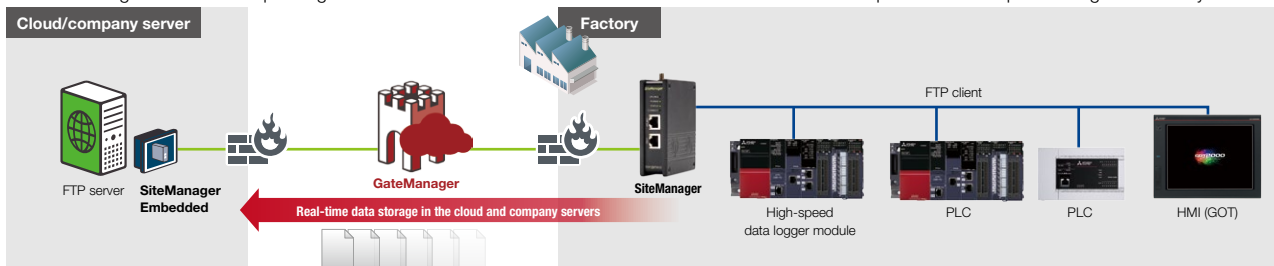 Cloud/company server
Factory
FTP client
FTP server
SiteManager
Embedded
GateManager
SiteManager
Real-time data storage in the cloud and company servers
High-speed
data logger module
PLC
PLC
HMI (GOT)